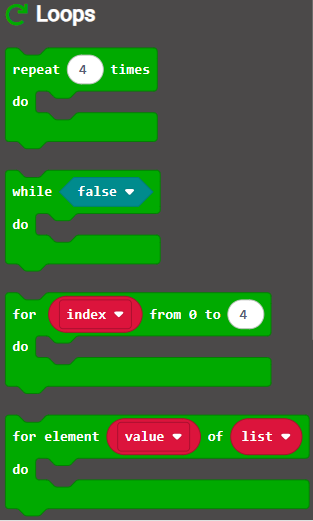 Loops
repeat 4 times
do
while false
do
for index from 0 to 4
do
for element value of list
do